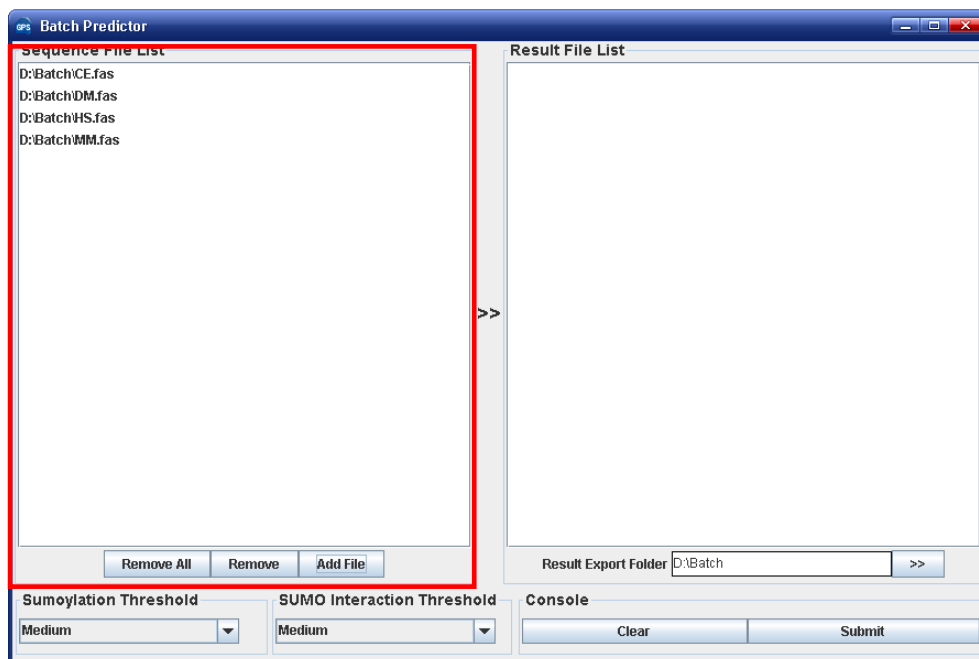 GPS Batch Predictor
Sequence File List
D:\Batch\CE.fas
D:\Batch\DM.fas
D:\Batch\HS.fas
D:\Batch\MM.fas
Remove All Remove Add File
>>
Result File List
Result Export Folder D:\Batch >>
Sumoylation Threshold
Medium
SUMO Interaction Threshold
Medium
Console
Clear Submit